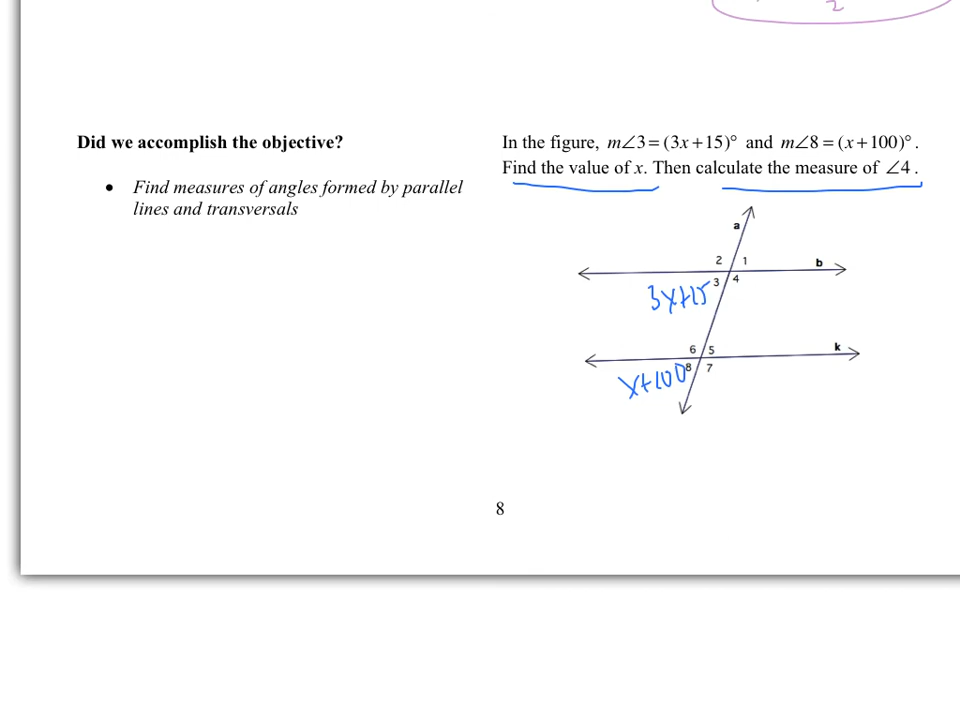 2
Did we accomplish the objective?
• Find measures of angles formed by parallel
lines and transversals
In the figure, m∠3 = (3x+15)° and m∠8 = (x+100)°.
Find the value of x. Then calculate the measure of ∠4.
a
2 1 b
3 4
3x+15
6 5 k
8 7
x+100
8